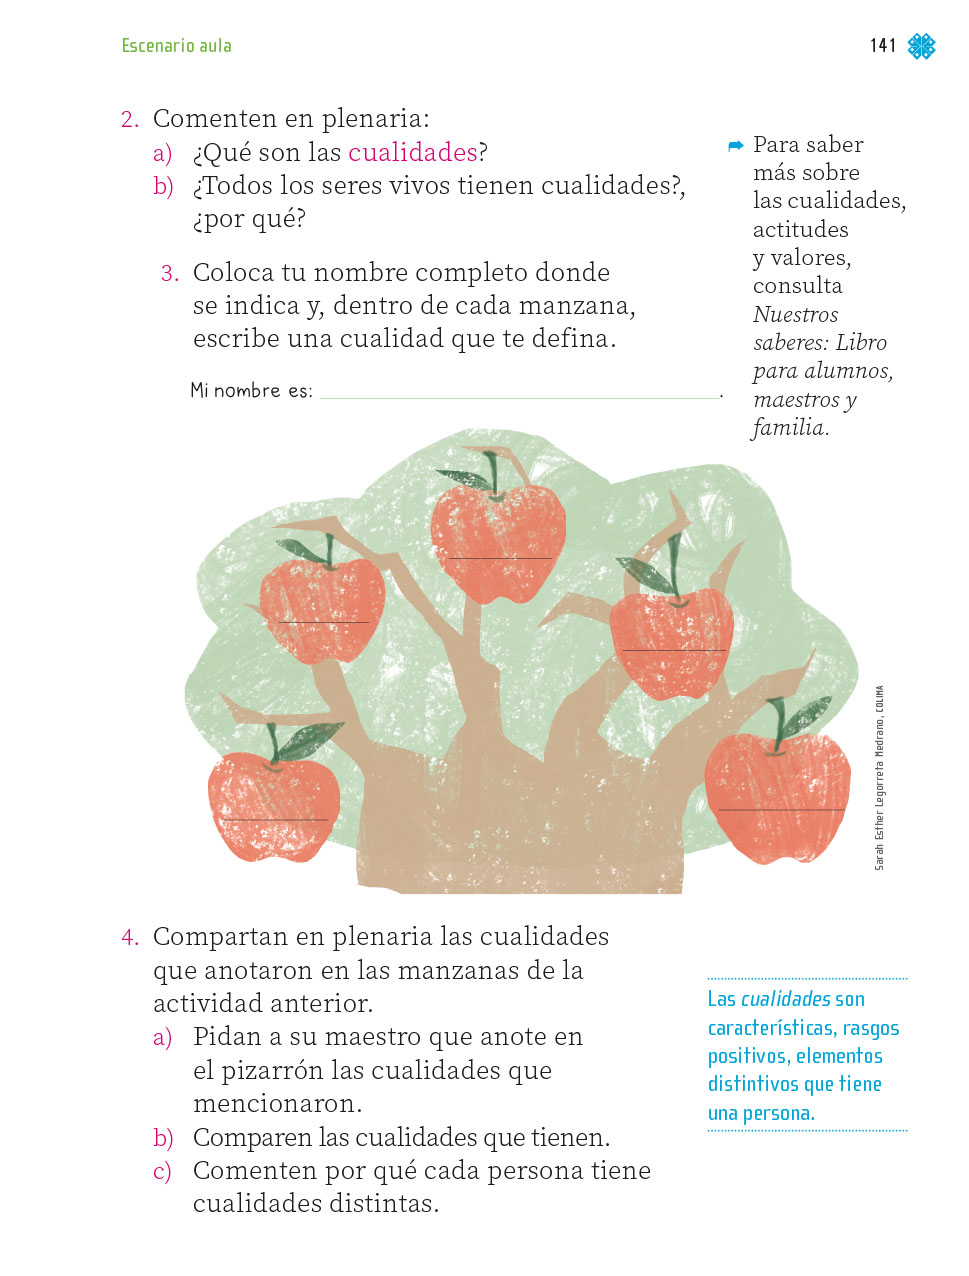 Escenario aula
141
2. Comenten en plenaria:
a) ¿Qué son las cualidades?
b) ¿Todos los seres vivos tienen cualidades?,
¿por qué?
3. Coloca tu nombre completo donde
se indica y, dentro de cada manzana,
escribe una cualidad que te defina.
Mi nombre es: .
Para saber
más sobre
las cualidades,
actitudes
y valores,
consulta
Nuestros
saberes: Libro
para alumnos,
maestros y
familia.
Sarah Esther Legorreta Medrano, COLIMA
4. Compartan en plenaria las cualidades
que anotaron en las manzanas de la
actividad anterior.
a) Pidan a su maestro que anote en
el pizarrón las cualidades que
mencionaron.
b) Comparen las cualidades que tienen.
c) Comenten por qué cada persona tiene
cualidades distintas.
Las cualidades son
características, rasgos
positivos, elementos
distintivos que tiene
una persona.